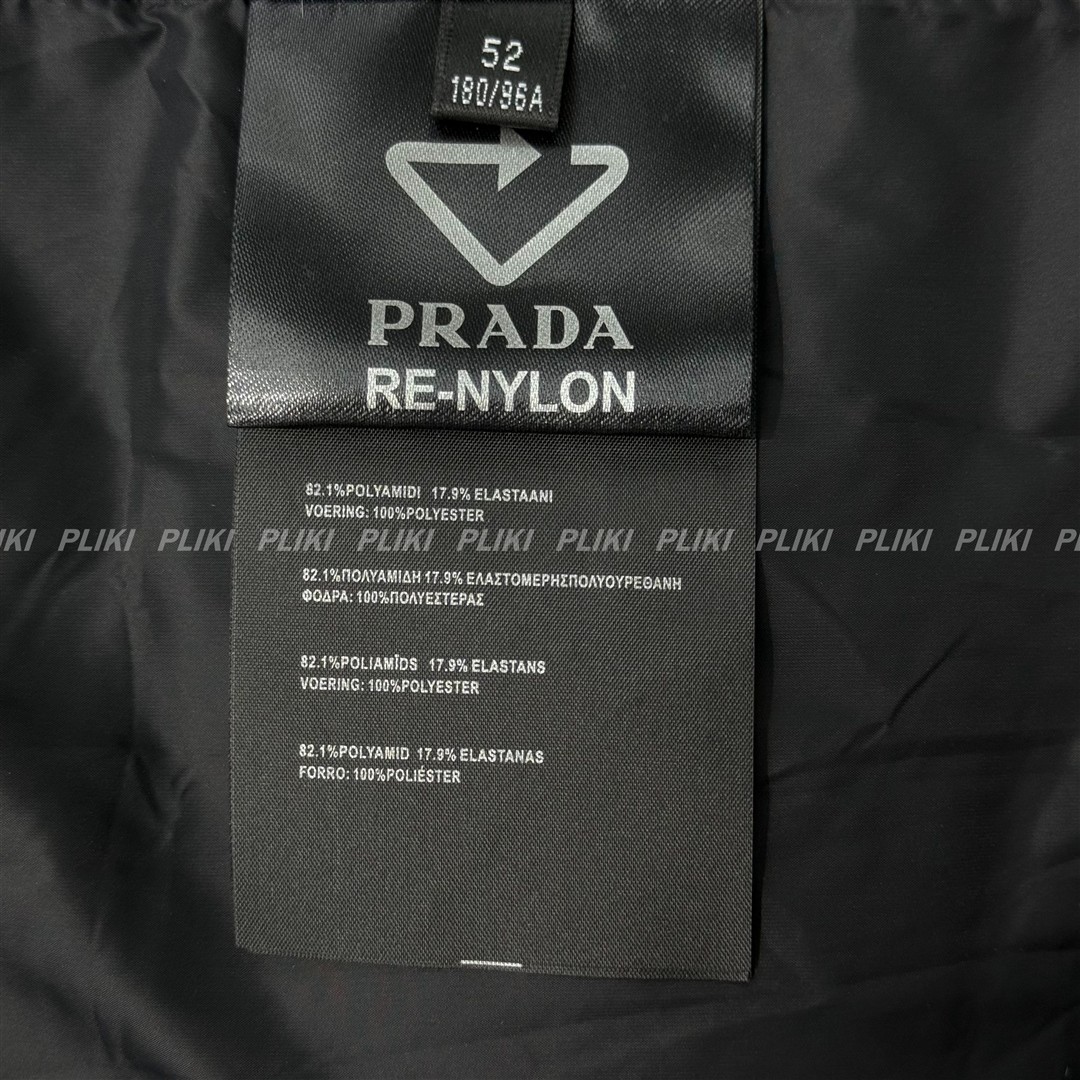 52
180/96A
PRADA
RE-NYLON
82.1%POLYAMIDI 17.9% ELASTAANI
VOERING: 100%POLYESTER
PLIKI PLIKI PLIKI PLIKI PLIKI PLIKI PLIKI PLIKI PLIKI PLIKI
82.1%ΠΟΛΥΑΜΙΔΗ 17.9% ΕΛΑΣΤΟΜΕΡΗΣΠΟΛΥΟΥΡΕΘΑΝΗ
ΦΟΔΡΑ: 100%ΠΟΛΥΕΣΤΕΡΑΣ
82.1%POLIAMĪDS 17.9% ELASTANS
VOERING: 100%POLYESTER
82.1%POLYAMID 17.9% ELASTANAS
FORRO: 100%POLIÉSTER